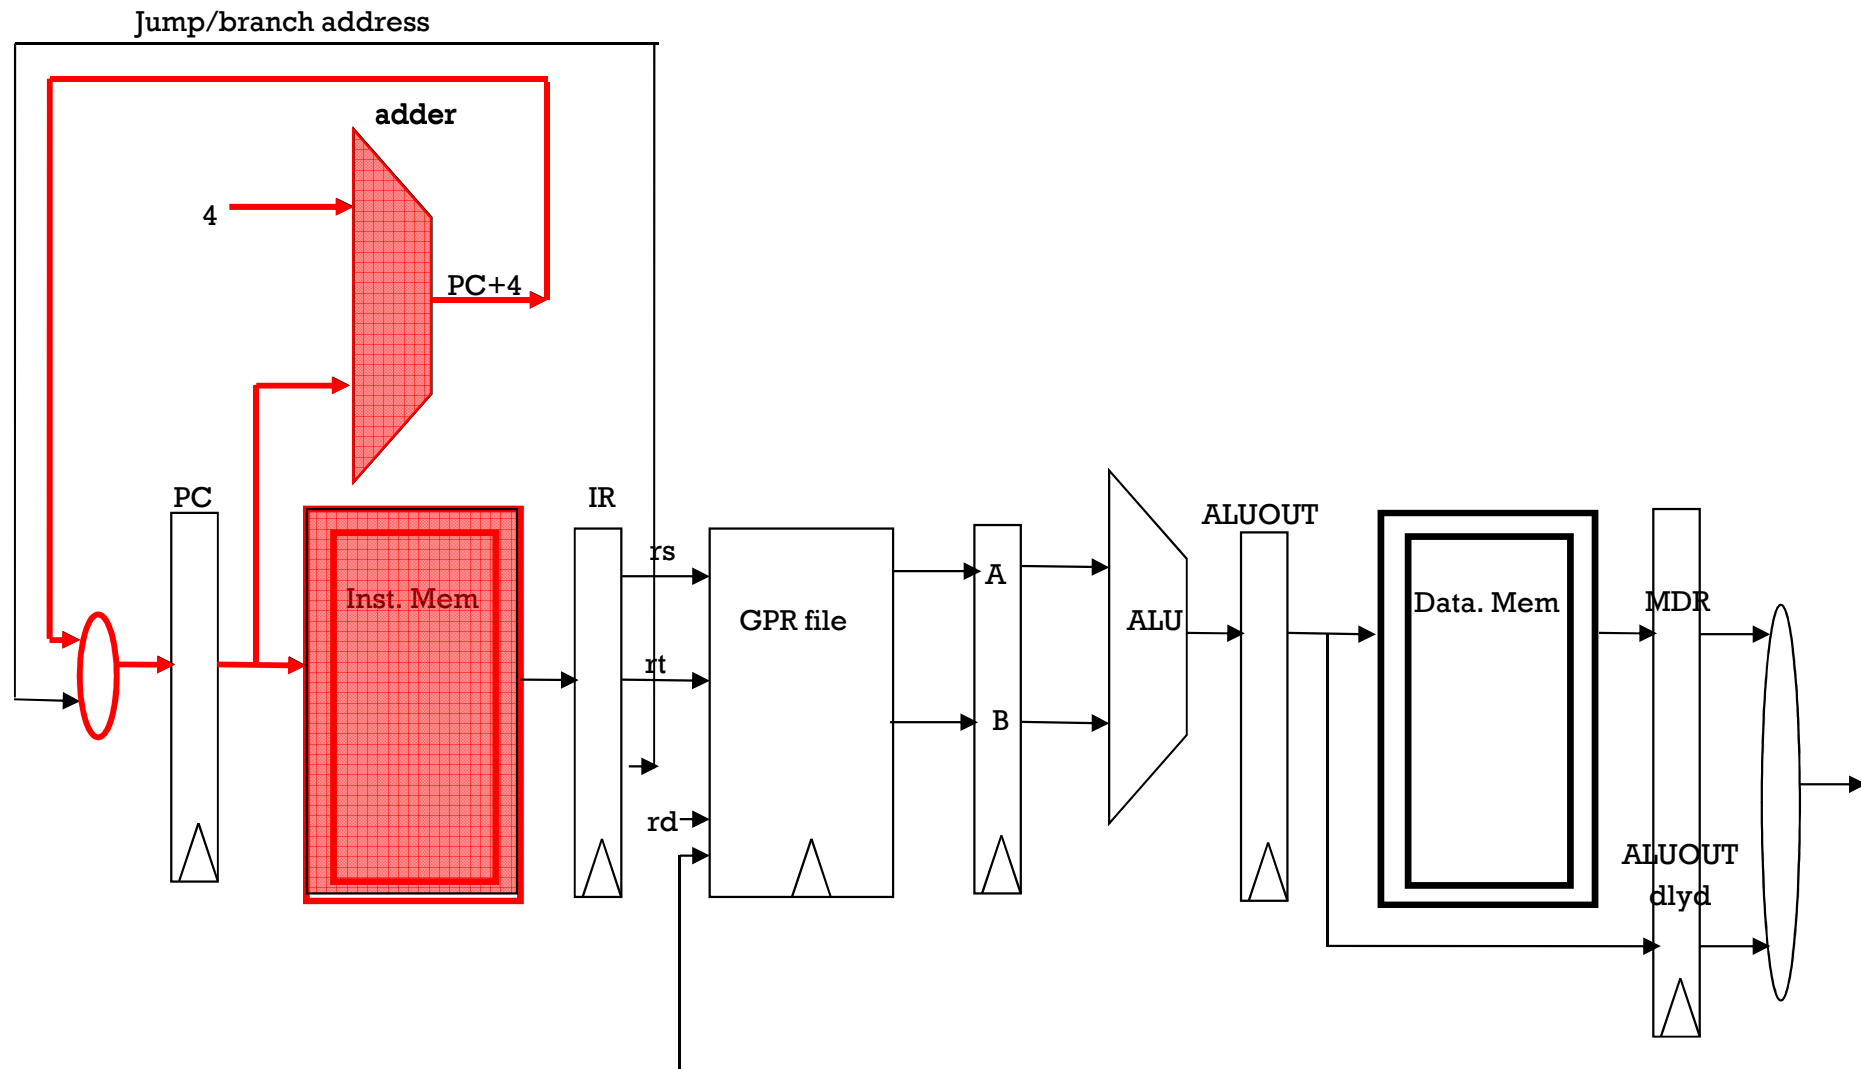 Jump/branch address
adder
4
PC+4
PC
IR
ALUOUT
rs
A
Inst. Mem
GPR file
ALU
Data. Mem
MDR
rt
B
rd
ALUOUT
dlyd